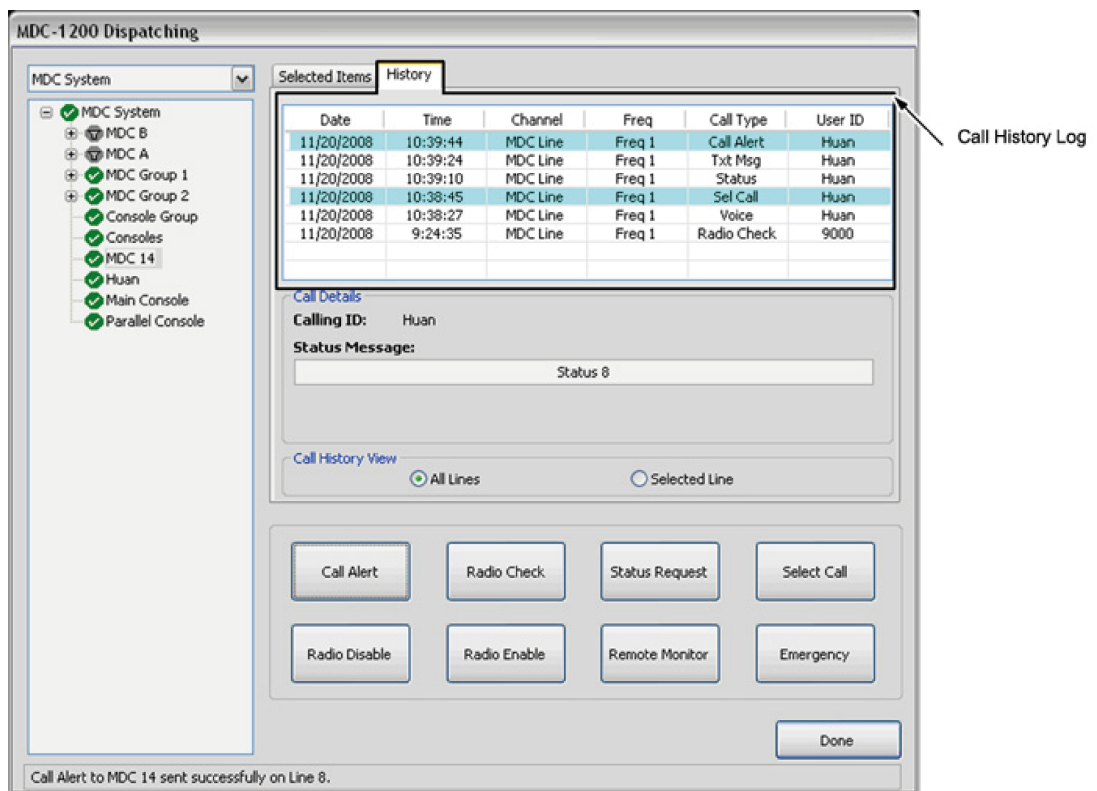 MDC-1200 Dispatching
MDC System
MDC System
MDC B
MDC A
MDC Group 1
MDC Group 2
Console Group
Consoles
MDC 14
Huan
Main Console
Parallel Console
Selected Items History
Date Time Channel Freq Call Type User ID
11/20/2008 10:39:44 MDC Line Freq 1 Call Alert Huan
11/20/2008 10:39:24 MDC Line Freq 1 Txt Msg Huan
11/20/2008 10:39:10 MDC Line Freq 1 Status Huan
11/20/2008 10:38:45 MDC Line Freq 1 Sel Call Huan
11/20/2008 10:38:27 MDC Line Freq 1 Voice Huan
11/20/2008 9:24:35 MDC Line Freq 1 Radio Check 9000
Call History Log
Call Details
Calling ID: Huan
Status Message:
Status 8
Call History View
All Lines Selected Line
Call Alert Radio Check Status Request Select Call
Radio Disable Radio Enable Remote Monitor Emergency
Done
Call Alert to MDC 14 sent successfully on Line 8.